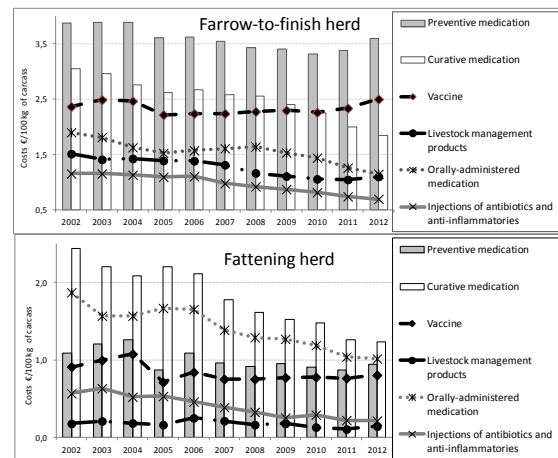 Farrow-to-finish herd
Costs €/100kg of carcass
3,5
2,5
1,5
0,5
2002 2003 2004 2005 2006 2007 2008 2009 2010 2011 2012
Preventive medication
Curative medication
Vaccine
Livestock management
products
Orally-administered
medication
Injections of antibiotics and
anti-inflammatories
Fattening herd
Costs €/100kg of carcass
2,0
1,0
0,0
2002 2003 2004 2005 2006 2007 2008 2009 2010 2011 2012
Preventive medication
Curative medication
Vaccine
Livestock management
products
Orally-administered
medication
Injections of antibiotics and
anti-inflammatories